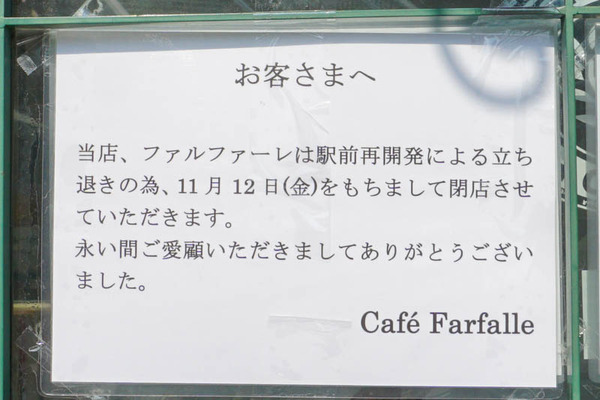 お客さまへ
当店、ファルファーレは駅前再開発による立ち
退きの為、11月12日(金)をもちまして閉店させ
ていただきます。
永い間ご愛顧いただきましてありがとうござい
ました。
Café Farfalle